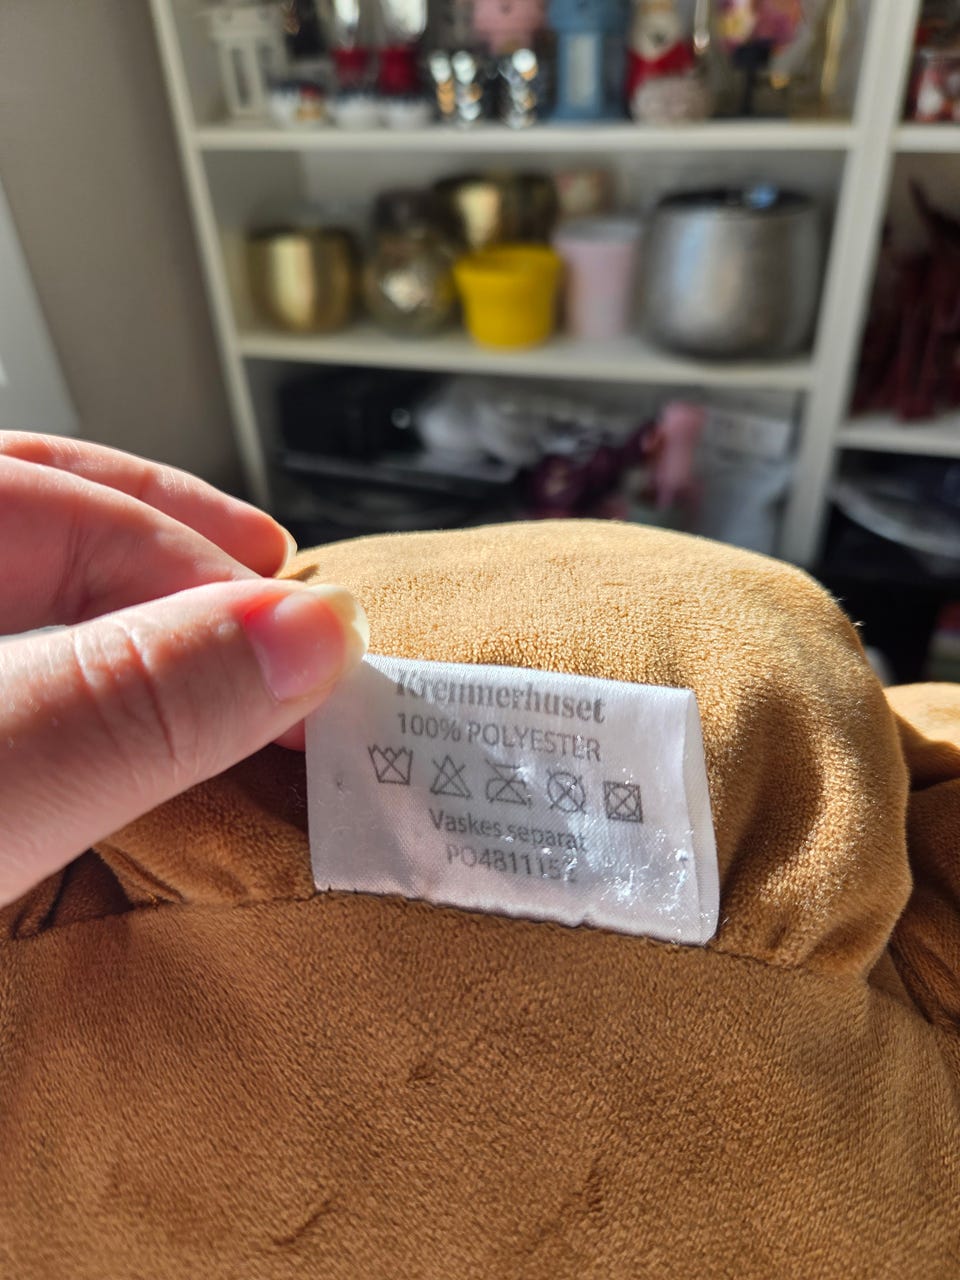 Kremmerhuset
100% POLYESTER
Vaskes separat
PO4811152